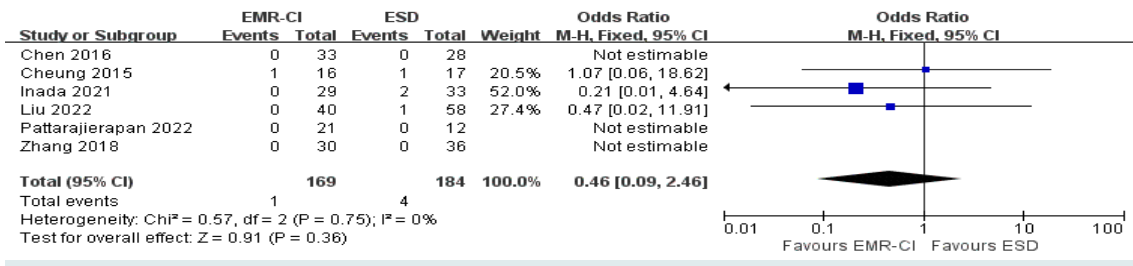 EMR-CI ESD Odds Ratio Odds Ratio
Study or Subgroup Events Total Events Total Weight M-H, Fixed, 95% CI M-H, Fixed, 95% CI
Chen 2016 0 33 0 28 Not estimable
Cheung 2015 1 16 1 17 20.5% 1.07 [0.06, 18.62]
Inada 2021 0 29 2 33 52.0% 0.21 [0.01, 4.64]
Liu 2022 0 40 1 58 27.4% 0.47 [0.02, 11.91]
Pattarajierapan 2022 0 21 0 12 Not estimable
Zhang 2018 0 30 0 36 Not estimable
Total (95% CI) 169 184 100.0% 0.46 [0.09, 2.46]
Total events 1 4
Heterogeneity: Chi² = 0.57, df = 2 (P = 0.75); I² = 0%
Test for overall effect: Z = 0.91 (P = 0.36)
0.01 0.1 1 10 100
Favours EMR-CI Favours ESD